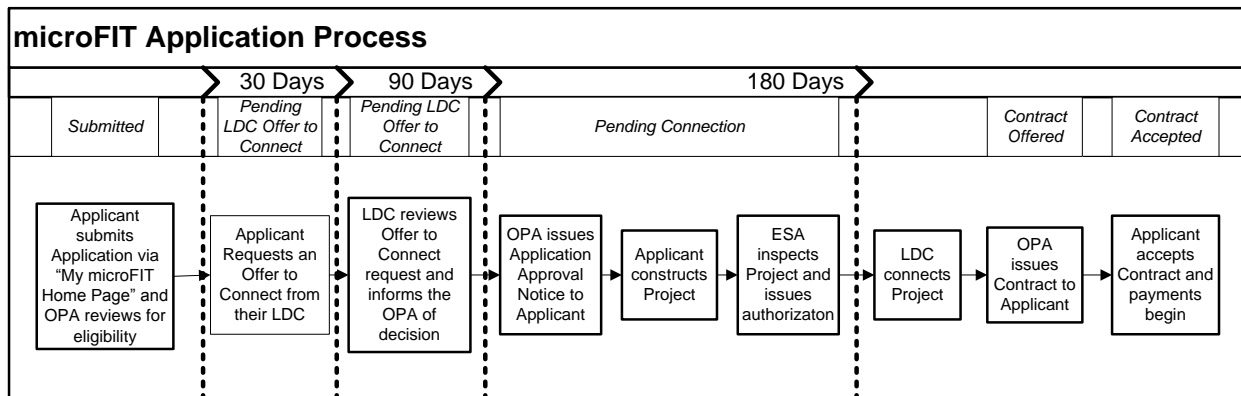 microFIT Application Process
30 Days
90 Days
180 Days
Submitted
Pending
LDC Offer to
Connect
Pending LDC
Offer to
Connect
Pending Connection
Contract
Offered
Contract
Accepted
Applicant
submits
Application via
“My microFIT
Home Page” and
OPA reviews for
eligibility
Applicant
Requests an
Offer to
Connect from
their LDC
LDC reviews
Offer to
Connect
request and
informs the
OPA of
decision
OPA issues
Application
Approval
Notice to
Applicant
Applicant
constructs
Project
ESA
inspects
Project and
issues
authorizaton
LDC
connects
Project
OPA
issues
Contract to
Applicant
Applicant
accepts
Contract and
payments
begin